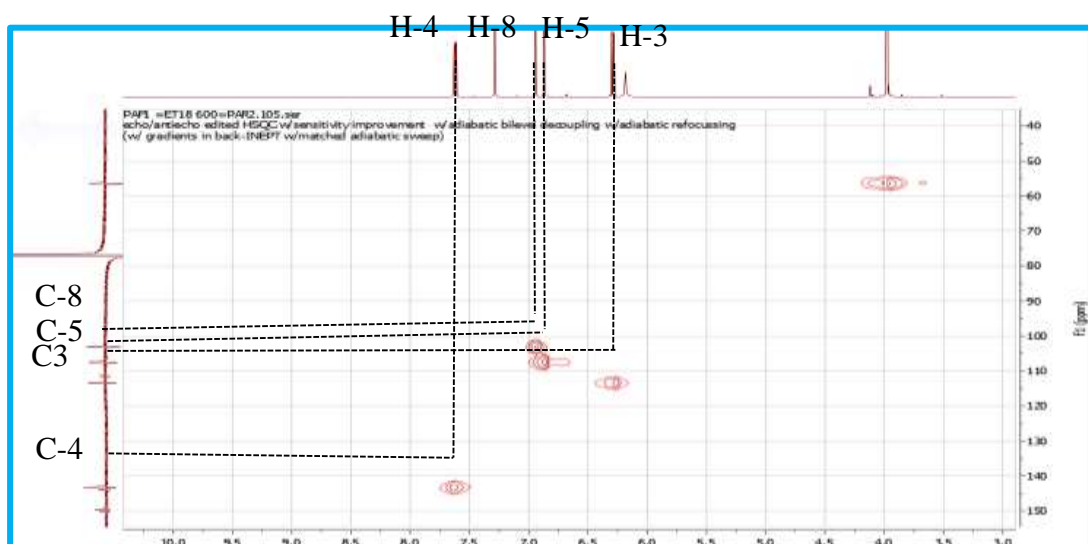 H-4 H-8 H-5 H-3
PAF1 =ET18 600=PAR2.105.ser
echo/antiecho edited HSQC w/sensitivity improvement w/adiabatic bilevel decoupling w/adiabatic refocussing
(w/ gradients in back-INEPT w/matched adiabatic sweep)
40
50
60
70
80
90
100
110
120
130
140
150
f1 (ppm)
C-8
C-5
C3
C-4
10.0 9.5 9.0 8.5 8.0 7.5 7.0 6.5 6.0 5.5 5.0 4.5 4.0 3.5 3.0